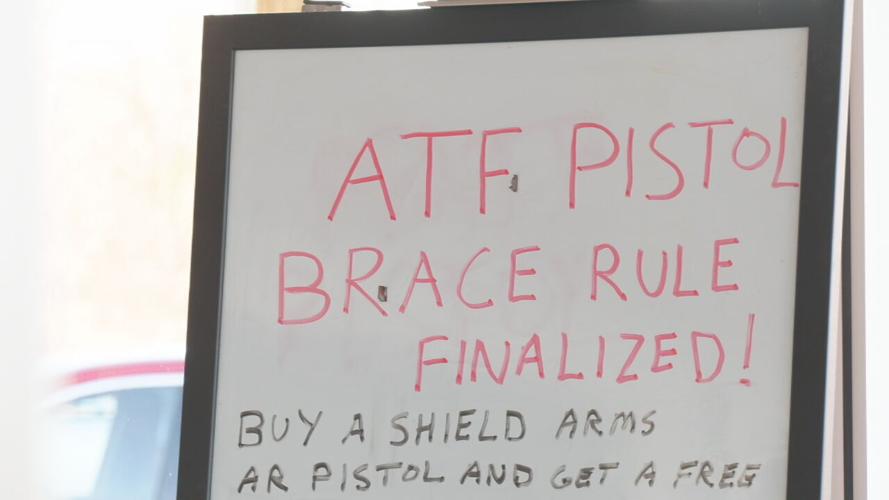 ATF PISTOL
BRACE RULE
FINALIZED!
BUY A SHIELD ARMS
AR PISTOL AND GET A FREE